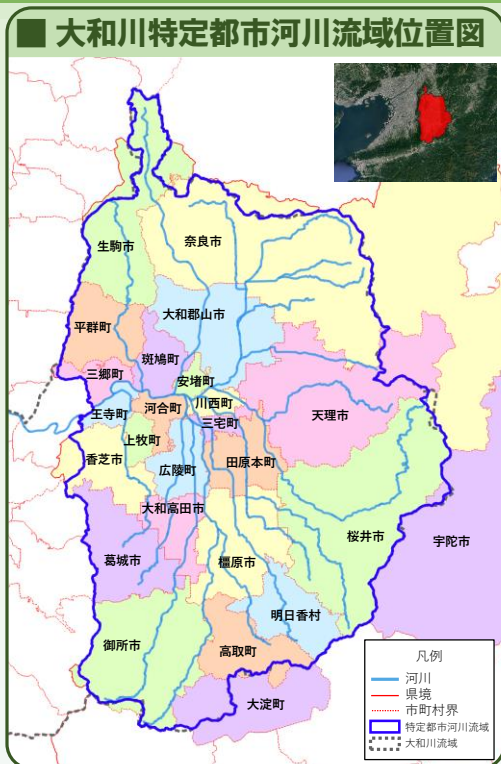 ■ 大和川特定都市河川流域位置図
生駒市
奈良市
大和郡山市
平群町
斑鳩町
三郷町
安堵町
川西町
王寺町
河合町
三宅町
天理市
上牧町
香芝市
広陵町
田原本町
大和高田市
桜井市
宇陀市
葛城市
橿原市
明日香村
御所市
高取町
大淀町
凡例
河川
県境
市町村界
特定都市河川流域
大和川流域